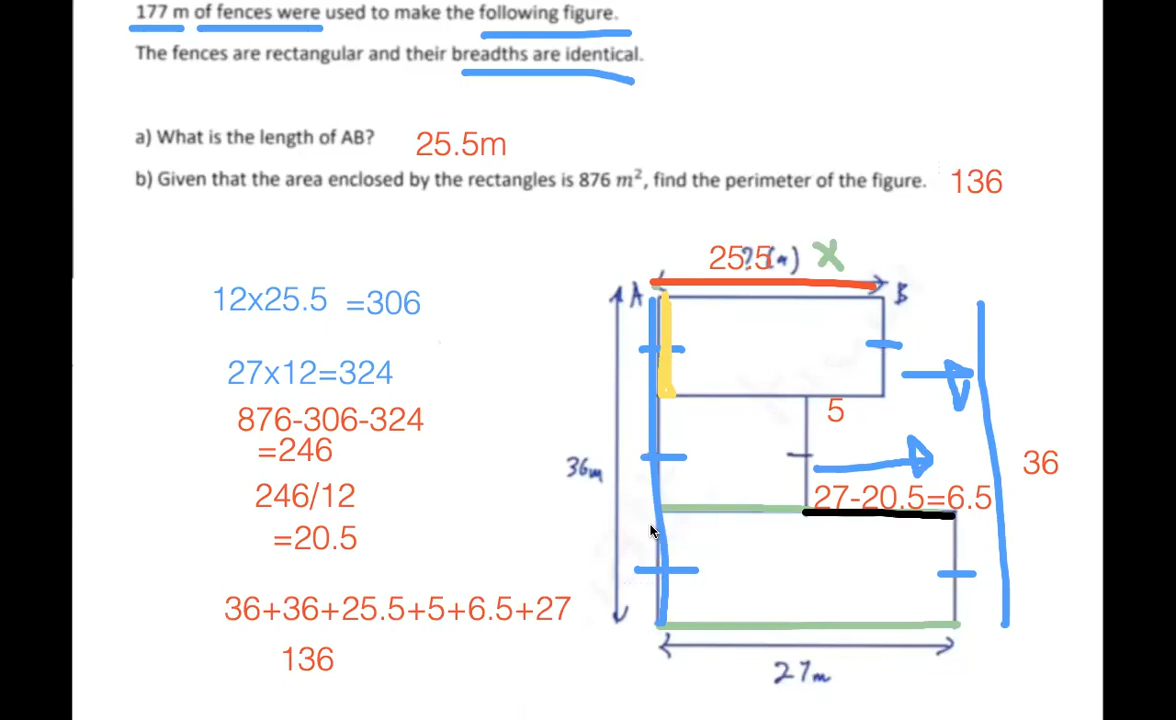 177 m of fences were used to make the following figure.
The fences are rectangular and their breadths are identical.
a) What is the length of AB? 25.5m
b) Given that the area enclosed by the rectangles is 876 m², find the perimeter of the figure. 136
25.5 ?(m) X
A
B
12x25.5 =306
27x12=324
5
876-306-324
=246
36m
36
246/12
27-20.5=6.5
=20.5
36+36+25.5+5+6.5+27
136
27m